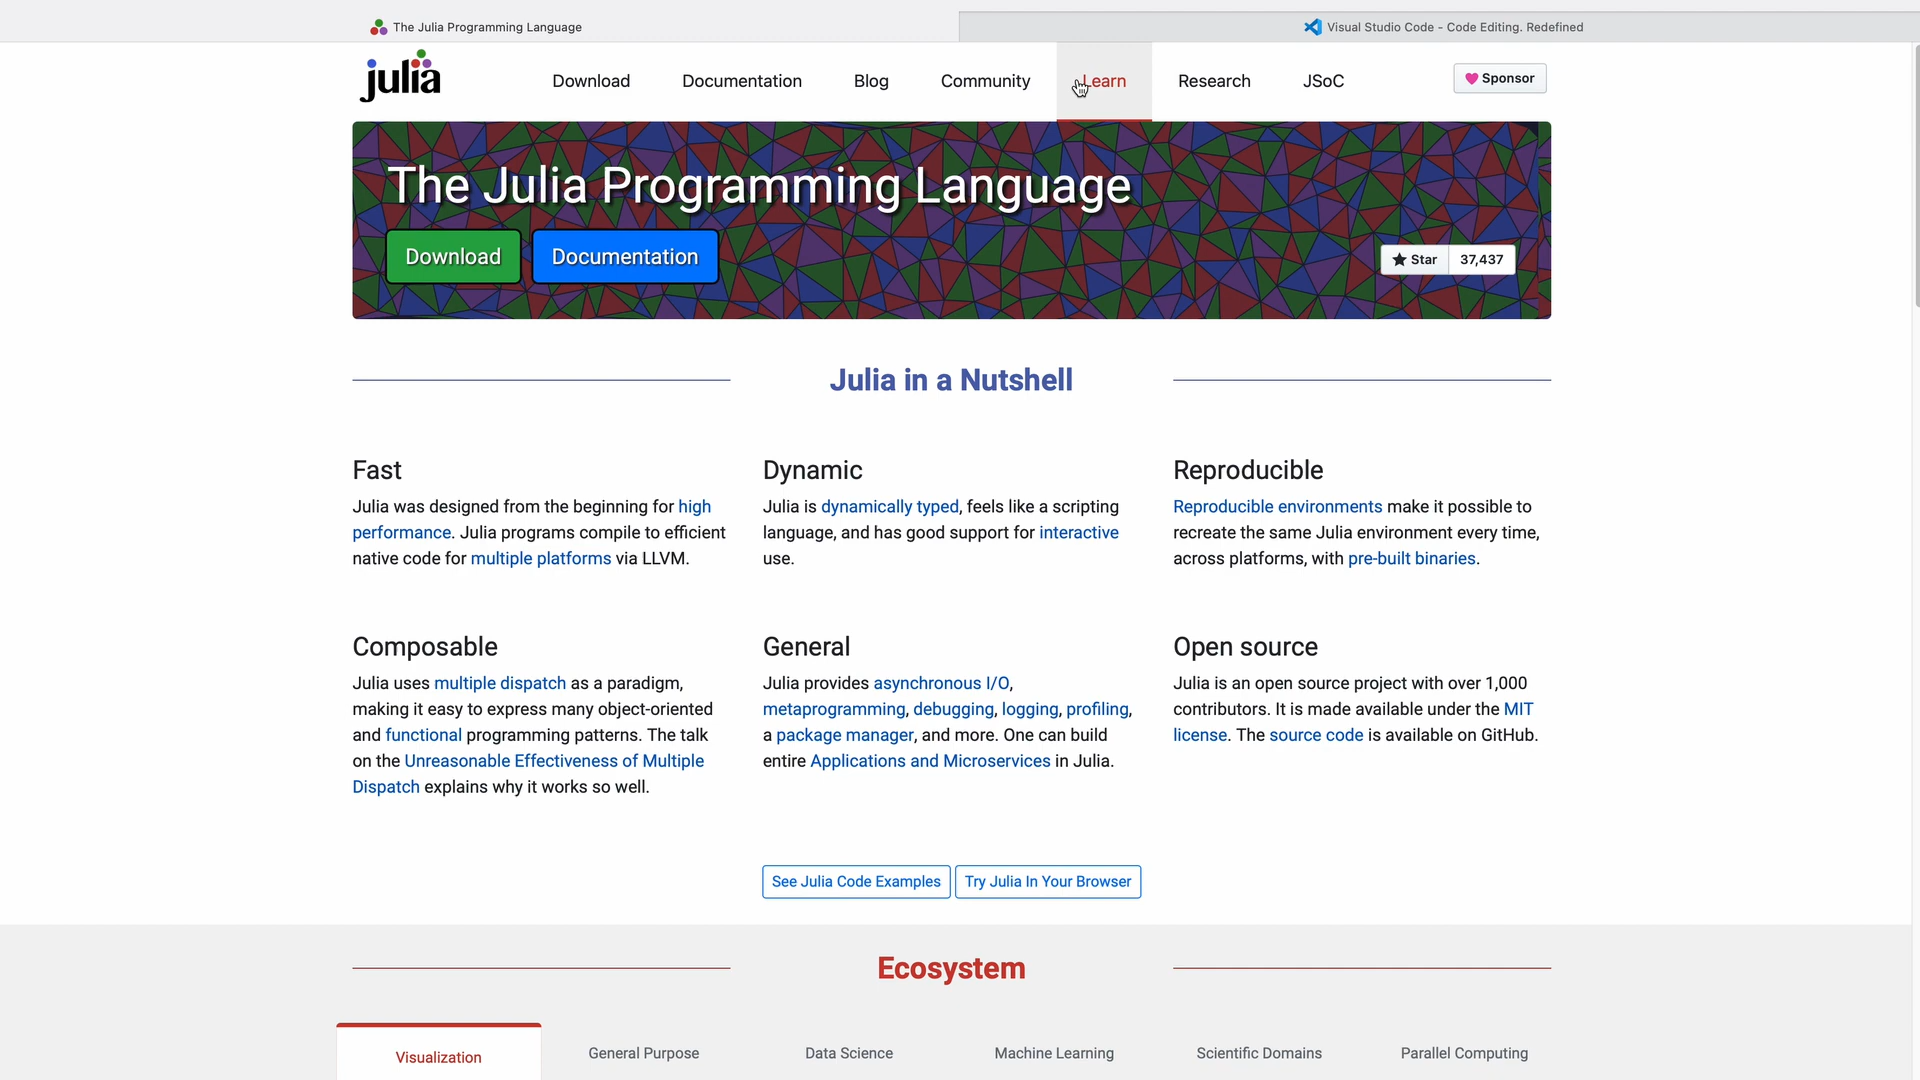 The Julia Programming Language
Visual Studio Code - Code Editing. Redefined
julia
Download
Documentation
Blog
Community
Learn
Research
JSoC
Sponsor
The Julia Programming Language
Download
Documentation
Star
37,437
Julia in a Nutshell
Fast
Julia was designed from the beginning for high
performance. Julia programs compile to efficient
native code for multiple platforms via LLVM.
Dynamic
Julia is dynamically typed, feels like a scripting
language, and has good support for interactive
use.
Reproducible
Reproducible environments make it possible to
recreate the same Julia environment every time,
across platforms, with pre-built binaries.
Composable
Julia uses multiple dispatch as a paradigm,
making it easy to express many object-oriented
and functional programming patterns. The talk
on the Unreasonable Effectiveness of Multiple
Dispatch explains why it works so well.
General
Julia provides asynchronous I/O,
metaprogramming, debugging, logging, profiling,
a package manager, and more. One can build
entire Applications and Microservices in Julia.
Open source
Julia is an open source project with over 1,000
contributors. It is made available under the MIT
license. The source code is available on GitHub.
See Julia Code Examples
Try Julia In Your Browser
Ecosystem
Visualization
General Purpose
Data Science
Machine Learning
Scientific Domains
Parallel Computing